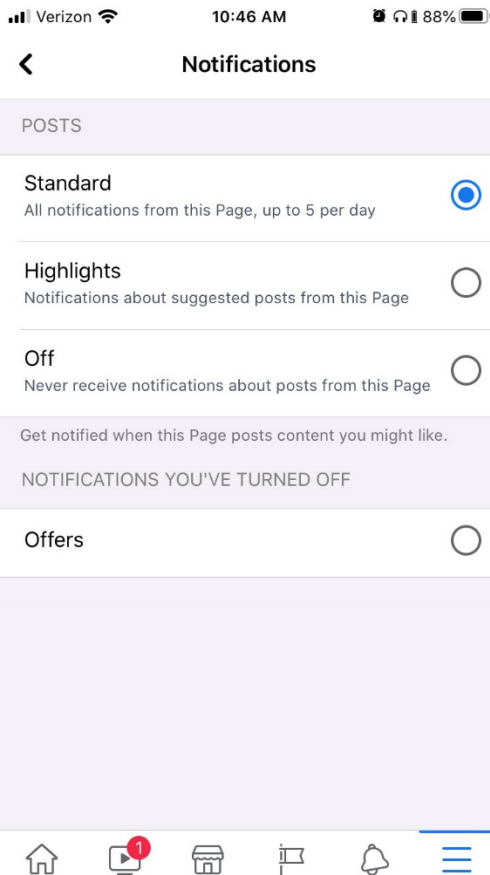 Verizon 10:46 AM 88%
Notifications
POSTS
Standard
All notifications from this Page, up to 5 per day
Highlights
Notifications about suggested posts from this Page
Off
Never receive notifications about posts from this Page
Get notified when this Page posts content you might like.
NOTIFICATIONS YOU'VE TURNED OFF
Offers
1